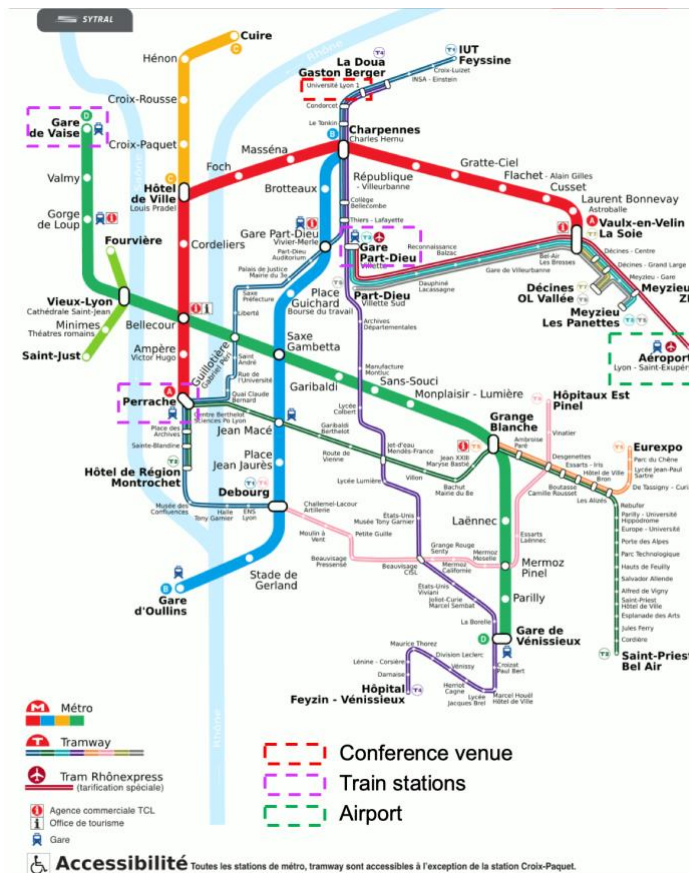 SYTRAL
Cuire
C
Hénon
Croix-Rousse
Croix-Paquet
C
Hôtel
de Ville
Louis Pradel
Rhône
Saône
D
Gare
de Vaise
Valmy
Gorge
de Loup
Fourvière
Vieux-Lyon
Cathédrale Saint-Jean
Minimes
Théatres romains
Saint-Just
Foch
Masséna
Cordeliers
Bellecour
Ampère
Victor Hugo
A
Perrache
Guillotière
Gabriel Péri
T4
La Doua
Gaston Berger
Université Lyon 1
T1
IUT
Feyssine
Croix-Luizet
INSA - Einstein
Condorcet
Le Tonkin
B
Charpennes
Charles Hernu
Brotteaux
République
- Villeurbanne
Collège
Bellecombe
Thiers - Lafayette
Gratte-Ciel
Flachet - Alain Gilles
Cusset
Laurent Bonnevay
Astroballe
A
Vaulx-en-Velin
La Soie
T7
Gare Part-Dieu
Vivier-Merle
Part-Dieu
Auditorium
Palais de Justice
Mairie du 3e
Saxe
Préfecture
Liberté
Saint
André
Rue de
l'Université
Quai Claude
Bernard
T3
Gare
Part-Dieu
Villette
T5
Part-Dieu
Villette Sud
Reconnaissance
Balzac
Dauphiné
Lacassagne
Gare de Villeurbanne
Bel-Air
Les Brosses
Décines - Centre
Décines - Grand Large
Meyzieu - Gare
Décines
OL Vallée
Meyzieu
Les Panettes
Meyzieu
ZI
Aéroport
Lyon - Saint-Exupéry
Place
Guichard
Bourse du travail
Saxe
Gambetta
Garibaldi
Sans-Souci
Monplaisir - Lumière
Grange
Blanche
Laënnec
Mermoz
Pinel
Parilly
D
Gare de
Vénissieux
Archives
Départementales
Manufacture
Montluc
Lycée
Colbert
Jet-d'eau
Mendès-France
Lycée Lumière
États-Unis
Musée Tony Garnier
Beauvisage
CISL
États-Unis
Viviani
Joliot-Curie
Marcel Sembat
La Borelle
Croizat
Paul Bert
Marcel Houël
Hôtel de Ville
Lycée
Jacques Brel
Vénissy
Division Leclerc
Hornot
Cagne
Maurice Thorez
Lénine - Corsière
Darnaise
Hôpital
Feyzin - Vénissieux
T4
Centre Berthelot
Sciences Po Lyon
Jean Macé
Garibaldi
Berthelot
Route de
Vienne
Villon
Bachut
Mairie du 8e
Jean XXIII
Maryse Bastié
Ambroise
Paré
Vinatier
T6
Hôpitaux Est
Pinel
Desgenettes
Essarts - Iris
Hôtel de Ville
Bron
Boutasse
Camille Rousset
Les Alizés
T5
Eurexpo
Parc du Chêne
Lycée Jean-Paul
Sartre
De Tassigny - Curial
Rebufer
Parilly - Université
Hippodrome
Europe - Université
Porte des Alpes
Parc Technologique
Hauts de Feuilly
Salvador Allende
Alfred de Vigny
Saint-Priest
Hôtel de Ville
Esplanade des Arts
Jules Ferry
Cordière
Saint-Priest
Bel Air
T2
Place des
Archives
Sainte-Blandine
T2
Hôtel de Région
Montrochet
Musée des
Confluences
Halle
Tony Garnier
ENS
Lyon
Place
Jean Jaurès
T1
T6
Debourg
Challemel-Lacour
Artillerie
Moulin à
Vent
Petite Guille
Beauvisage
Pressensé
Grange Rouge
Santy
Mermoz
Californie
Mermoz
Moselle
Essarts
Laënnec
Stade de
Gerland
B
Gare
d'Oullins
Rhône
M Métro
T Tramway
Tram Rhônexpress
(tarification spéciale)
Agence commerciale TCL
Office de tourisme
Gare
Conference venue
Train stations
Airport
Accessibilité Toutes les stations de métro, tramway sont accessibles à l'exception de la station Croix-Paquet.